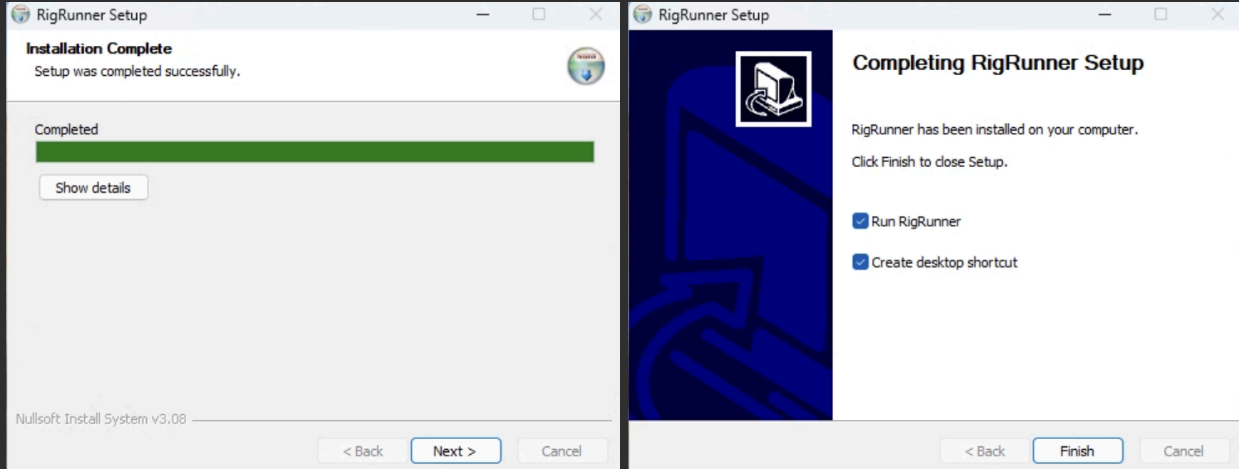 RigRunner Setup
Installation Complete
Setup was completed successfully.
Completed
Show details
Nullsoft Install System v3.08
< Back
Next >
Cancel
RigRunner Setup
Completing RigRunner Setup
RigRunner has been installed on your computer.
Click Finish to close Setup.
Run RigRunner
Create desktop shortcut
< Back
Finish
Cancel